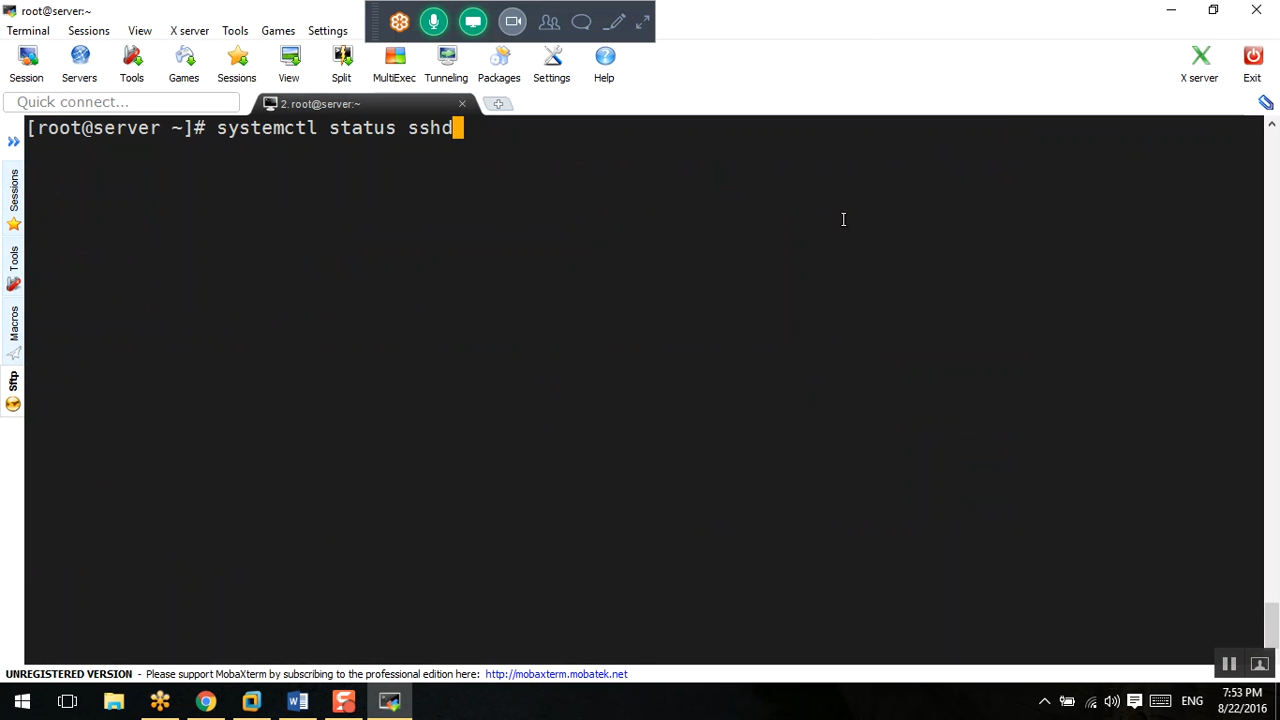 root@server:~
Terminal Sessions View X server Tools Games Settings
Session Servers Tools Games Sessions View Split MultiExec Tunneling Packages Settings Help X server Exit
Quick connect...
2. root@server:~
[root@server ~]# systemctl status sshd
Sessions
Tools
Macros
Sftp
UNREGISTERED VERSION - Please support MobaXterm by subscribing to the professional edition here: http://mobaxterm.mobatek.net
ENG
7:53 PM
8/22/2016